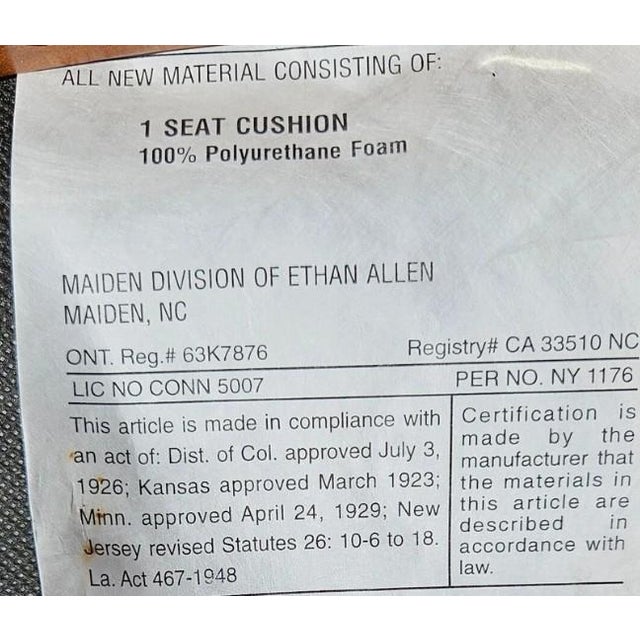 ALL NEW MATERIAL CONSISTING OF:
1 SEAT CUSHION
100% Polyurethane Foam
MAIDEN DIVISION OF ETHAN ALLEN
MAIDEN, NC
ONT. Reg.# 63K7876 Registry# CA 33510 NC
LIC NO CONN 5007 PER NO. NY 1176
This article is made in compliance with
an act of: Dist. of Col. approved July 3,
1926; Kansas approved March 1923;
Minn. approved April 24, 1929; New
Jersey revised Statutes 26: 10-6 to 18.
La. Act 467-1948
Certification is
made by the
manufacturer that
the materials in
this article are
described in
accordance with
law.